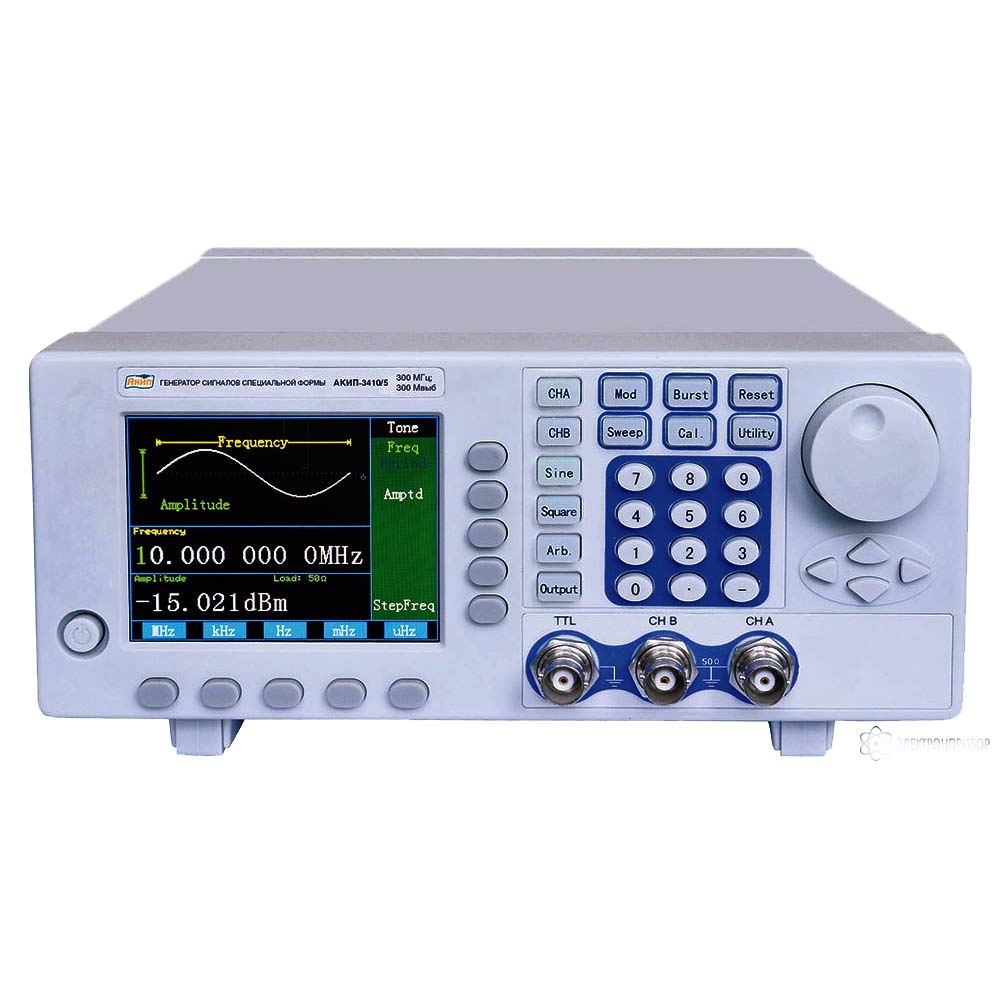 Акип ГЕНЕРАТОР СИГНАЛОВ СПЕЦИАЛЬНОЙ ФОРМЫ АКИП-3410/5 300 МГц;
300 Мвыб
Tone
Frequency
Freq
Period
Amptd
Amplitude
Frequency
10.000 000 0MHz
Amplitude Load: 50Ω
-15.021dBm
StepFreq
MHz kHz Hz mHz uHz
CHA Mod Burst Reset
CHB Sweep Cal. Utility
Sine 7 8 9
Square 4 5 6
Arb. 1 2 3
Output 0 · −
TTL CH B CH A
50Ω
ЭЛЕКТРОНПРИБОР